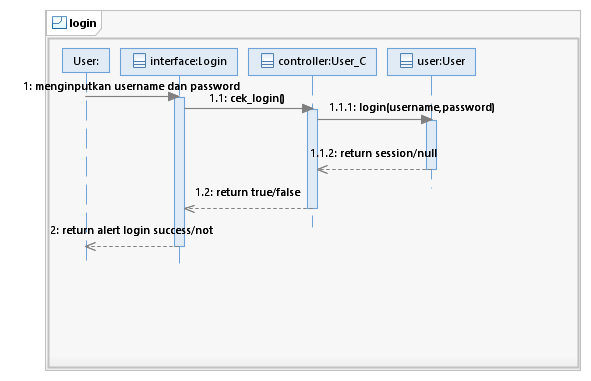 login
User:
interface:Login
controller:User_C
user:User
1: menginputkan username dan password
1.1: cek_login()
1.1.1: login(username,password)
1.1.2: return session/null
1.2: return true/false
2: return alert login success/not